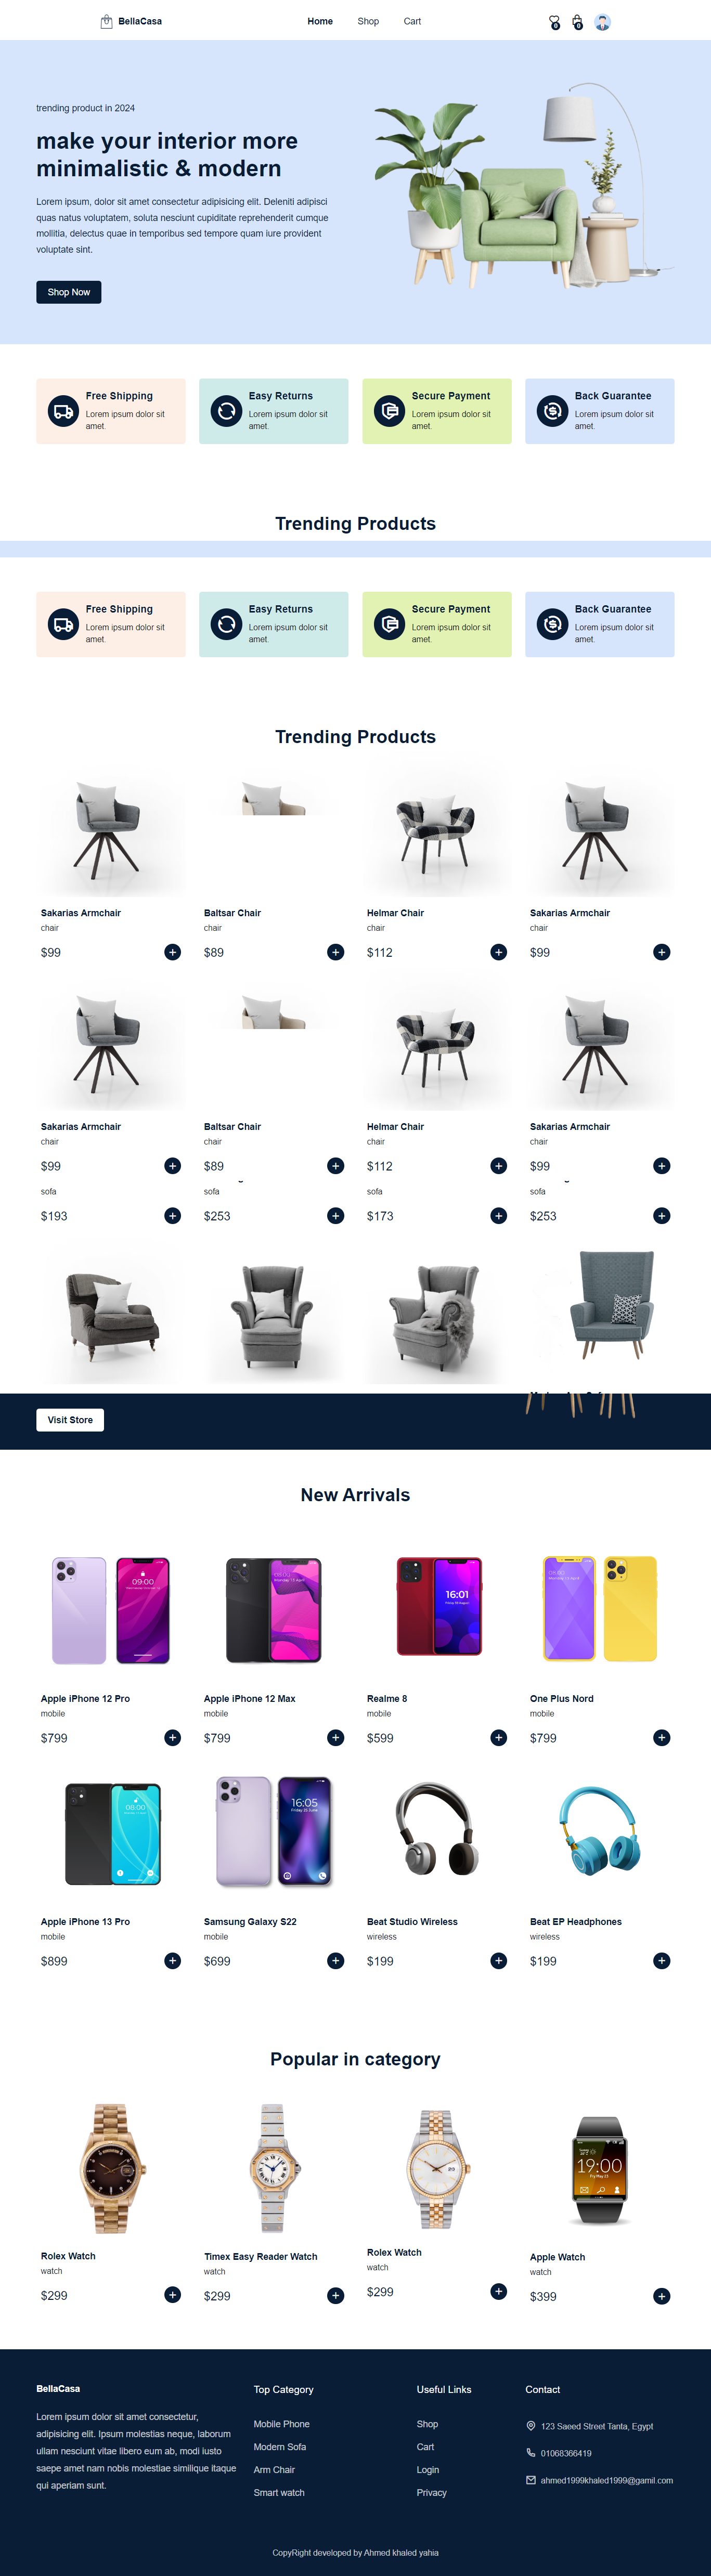 BellaCasa
Home Shop Cart
0 0
trending product in 2024
make your interior more
minimalistic & modern
Lorem ipsum, dolor sit amet consectetur adipisicing elit. Deleniti adipisci
quas natus voluptatem, soluta nesciunt cupiditate reprehenderit cumque
mollitia, delectus quae in temporibus sed tempore quam iure provident
voluptate sint.
Shop Now
Free Shipping
Lorem ipsum dolor sit
amet.
Easy Returns
Lorem ipsum dolor sit
amet.
Secure Payment
Lorem ipsum dolor sit
amet.
Back Guarantee
Lorem ipsum dolor sit
amet.
Trending Products
Free Shipping
Lorem ipsum dolor sit
amet.
Easy Returns
Lorem ipsum dolor sit
amet.
Secure Payment
Lorem ipsum dolor sit
amet.
Back Guarantee
Lorem ipsum dolor sit
amet.
Trending Products
Sakarias Armchair
chair
$99
Baltsar Chair
chair
$89
Helmar Chair
chair
$112
Sakarias Armchair
chair
$99
Sakarias Armchair
chair
$99
Baltsar Chair
chair
$89
Helmar Chair
chair
$112
Sakarias Armchair
chair
$99
sofa
$193
sofa
$253
sofa
$173
sofa
$253
Visit Store
New Arrivals
09:00
16:01
Apple iPhone 12 Pro
mobile
$799
Apple iPhone 12 Max
mobile
$799
Realme 8
mobile
$599
One Plus Nord
mobile
$799
08:00
16:05
Apple iPhone 13 Pro
mobile
$899
Samsung Galaxy S22
mobile
$699
Beat Studio Wireless
wireless
$199
Beat EP Headphones
wireless
$199
Popular in category
19:00
Rolex Watch
watch
$299
Timex Easy Reader Watch
watch
$299
Rolex Watch
watch
$299
Apple Watch
watch
$399
BellaCasa
Lorem ipsum dolor sit amet consectetur,
adipisicing elit. Ipsum molestias neque, laborum
ullam nesciunt vitae libero eum ab, modi iusto
saepe amet nam nobis molestiae similique itaque
qui aperiam sunt.
Top Category
Mobile Phone
Modern Sofa
Arm Chair
Smart watch
Useful Links
Shop
Cart
Login
Privacy
Contact
123 Saeed Street Tanta, Egypt
01068366419
ahmed1999khaled1999@gamil.com
CopyRight developed by Ahmed khaled yahia